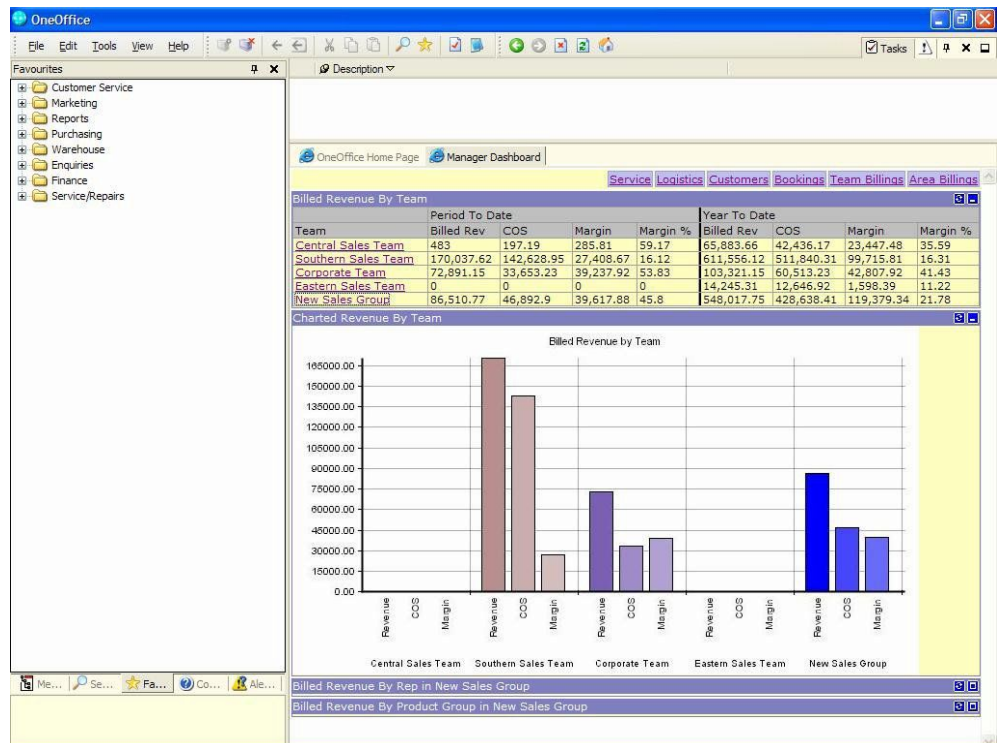 OneOffice
File Edit Tools View Help
Tasks
Favourites
Description
Customer Service
Marketing
Reports
Purchasing
Warehouse
Enquiries
Finance
Service/Repairs
OneOffice Home Page Manager Dashboard
Service Logistics Customers Bookings Team Billings Area Billings
Billed Revenue By Team
Period To Date Year To Date
Team Billed Rev COS Margin Margin % Billed Rev COS Margin Margin %
Central Sales Team 483 197.19 285.81 59.17 65,883.66 42,436.17 23,447.48 35.59
Southern Sales Team 170,037.62 142,628.95 27,408.67 16.12 611,556.12 511,840.31 99,715.81 16.31
Corporate Team 72,891.15 33,653.23 39,237.92 53.83 103,321.15 60,513.23 42,807.92 41.43
Eastern Sales Team 0 0 0 0 14,245.31 12,646.92 1,598.39 11.22
New Sales Group 86,510.77 46,892.9 39,617.88 45.8 548,017.75 428,638.41 119,379.34 21.78
Charted Revenue By Team
Billed Revenue by Team
165000.00
150000.00
135000.00
120000.00
105000.00
90000.00
75000.00
60000.00
45000.00
30000.00
15000.00
0.00
Revenue COS Margin Revenue COS Margin Revenue COS Margin Revenue COS Margin Revenue COS Margin
Central Sales Team Southern Sales Team Corporate Team Eastern Sales Team New Sales Group
Me... Se... Fa... Co... Ale...
Billed Revenue By Rep in New Sales Group
Billed Revenue By Product Group in New Sales Group